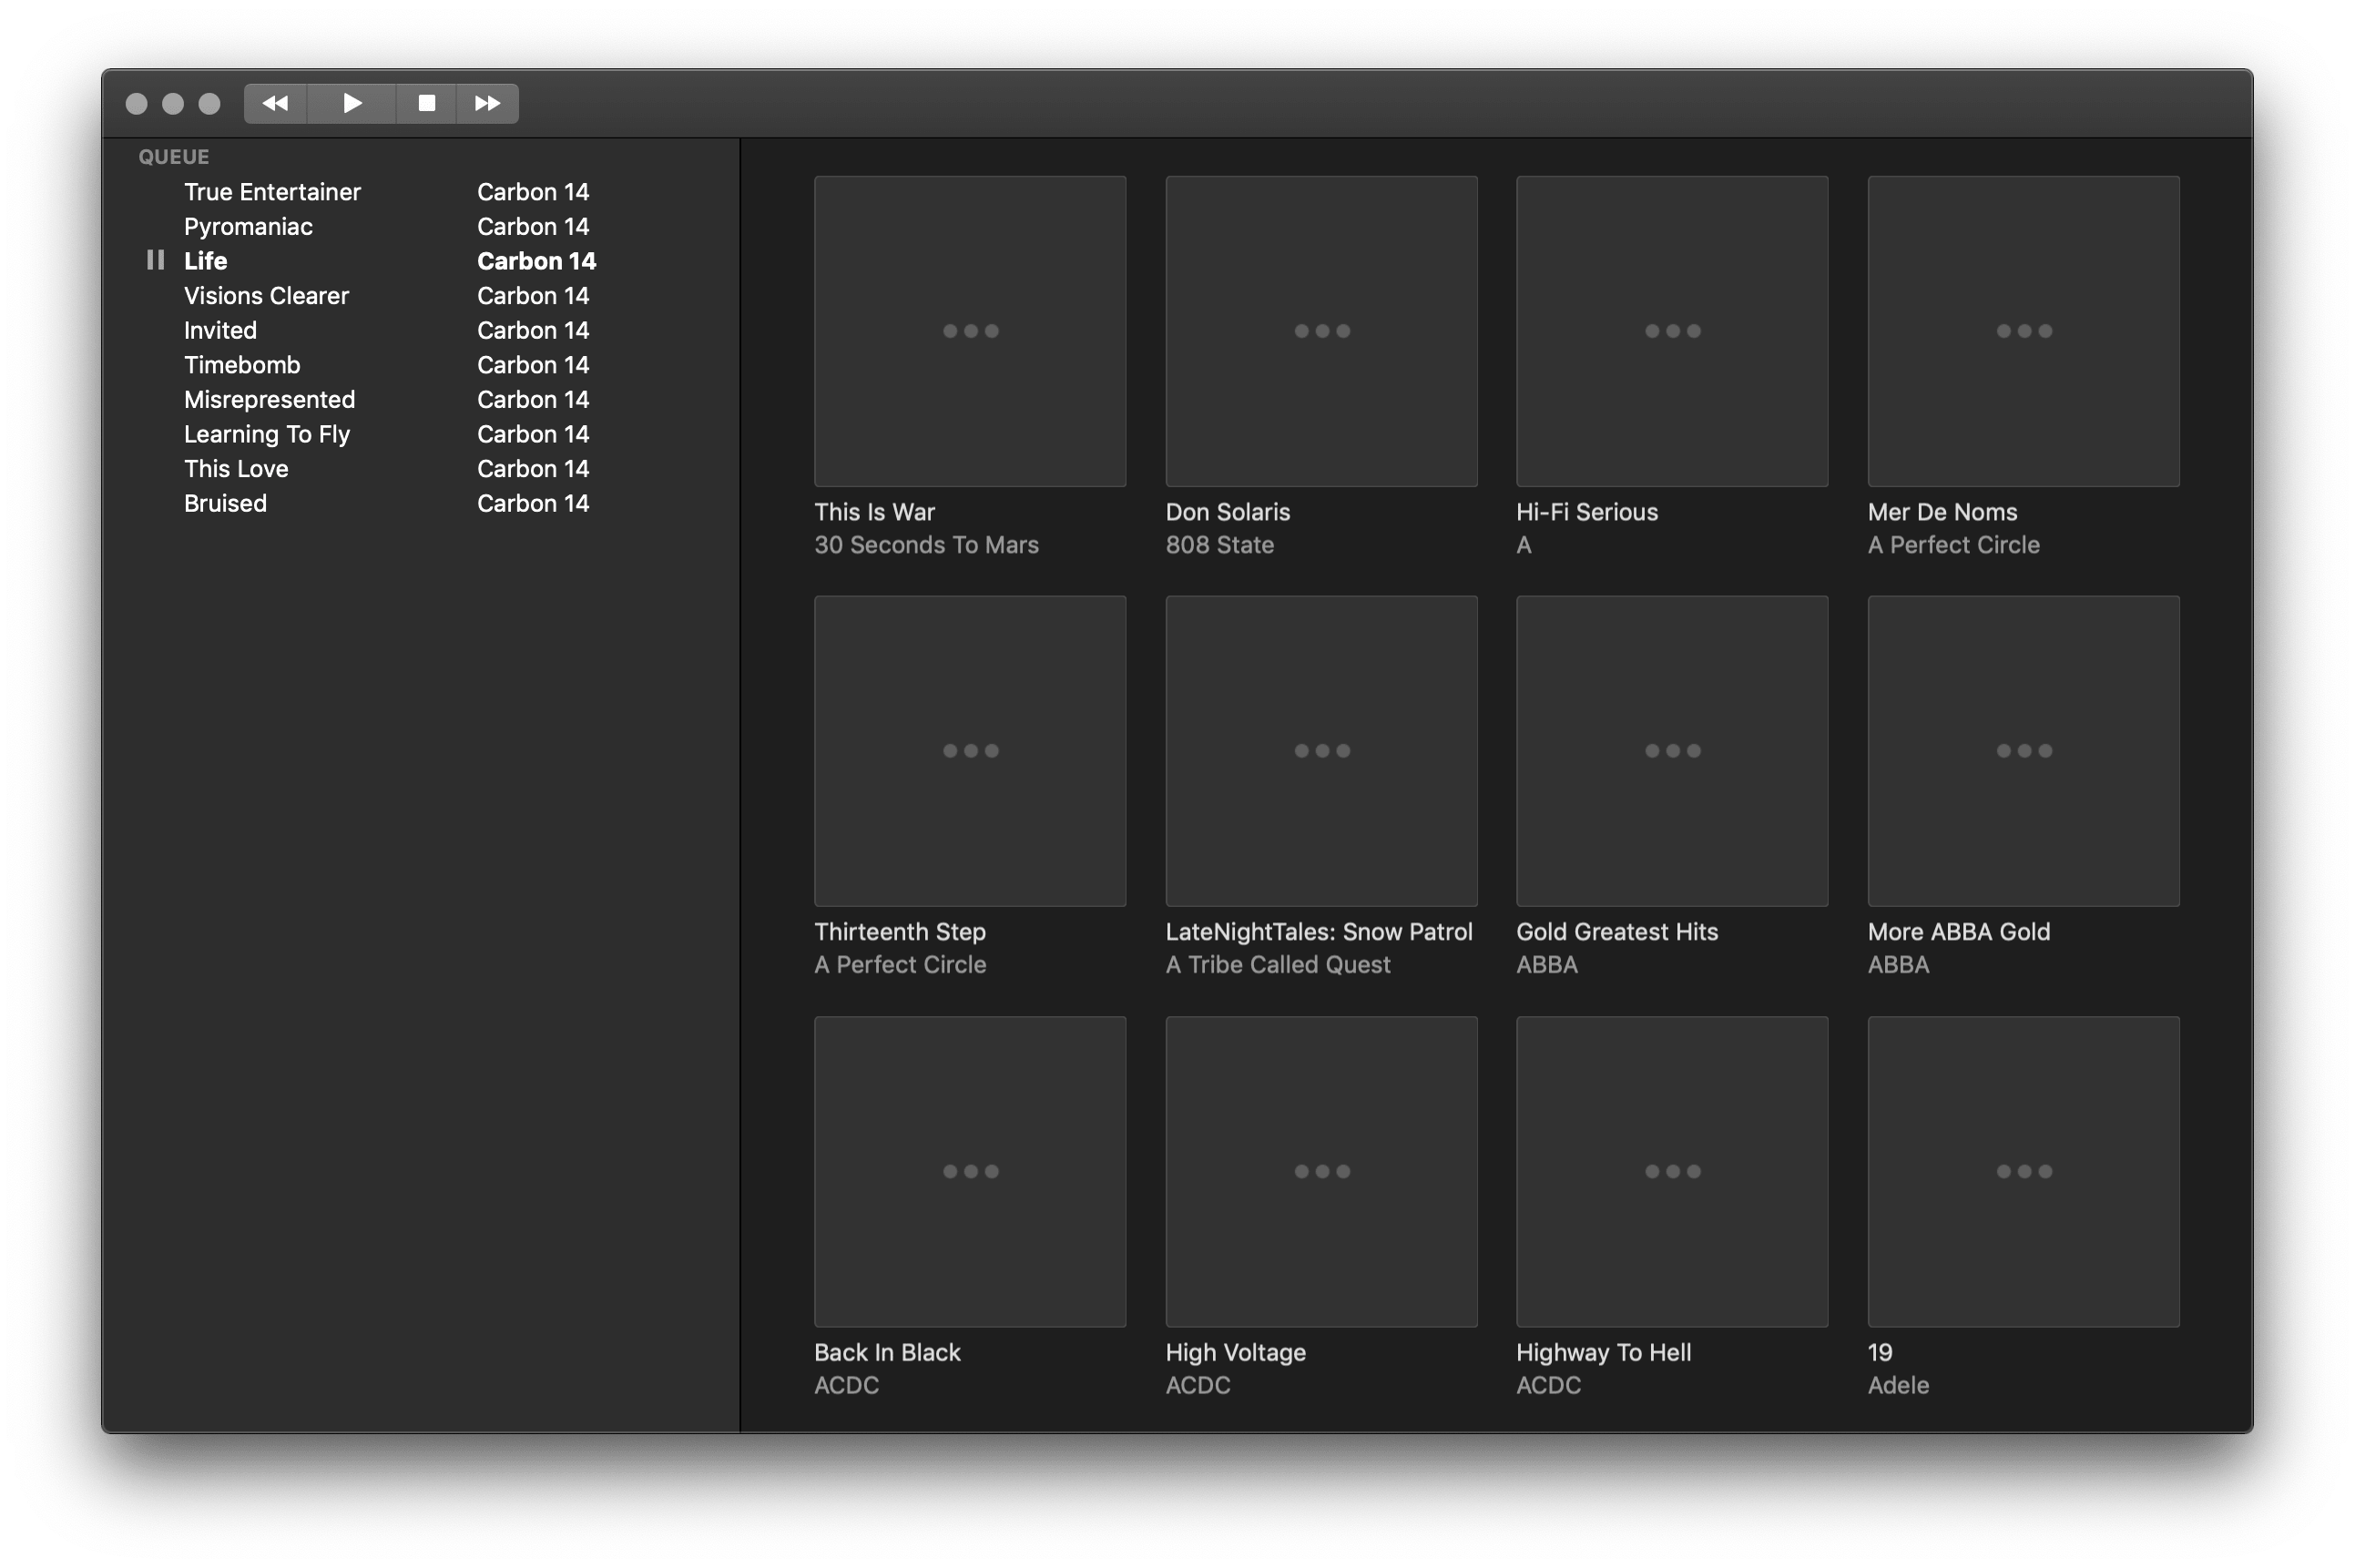 QUEUE
True Entertainer Carbon 14
Pyromaniac Carbon 14
Life Carbon 14
Visions Clearer Carbon 14
Invited Carbon 14
Timebomb Carbon 14
Misrepresented Carbon 14
Learning To Fly Carbon 14
This Love Carbon 14
Bruised Carbon 14
This Is War
30 Seconds To Mars
Don Solaris
808 State
Hi-Fi Serious
A
Mer De Noms
A Perfect Circle
Thirteenth Step
A Perfect Circle
LateNightTales: Snow Patrol
A Tribe Called Quest
Gold Greatest Hits
ABBA
More ABBA Gold
ABBA
Back In Black
ACDC
High Voltage
ACDC
Highway To Hell
ACDC
19
Adele